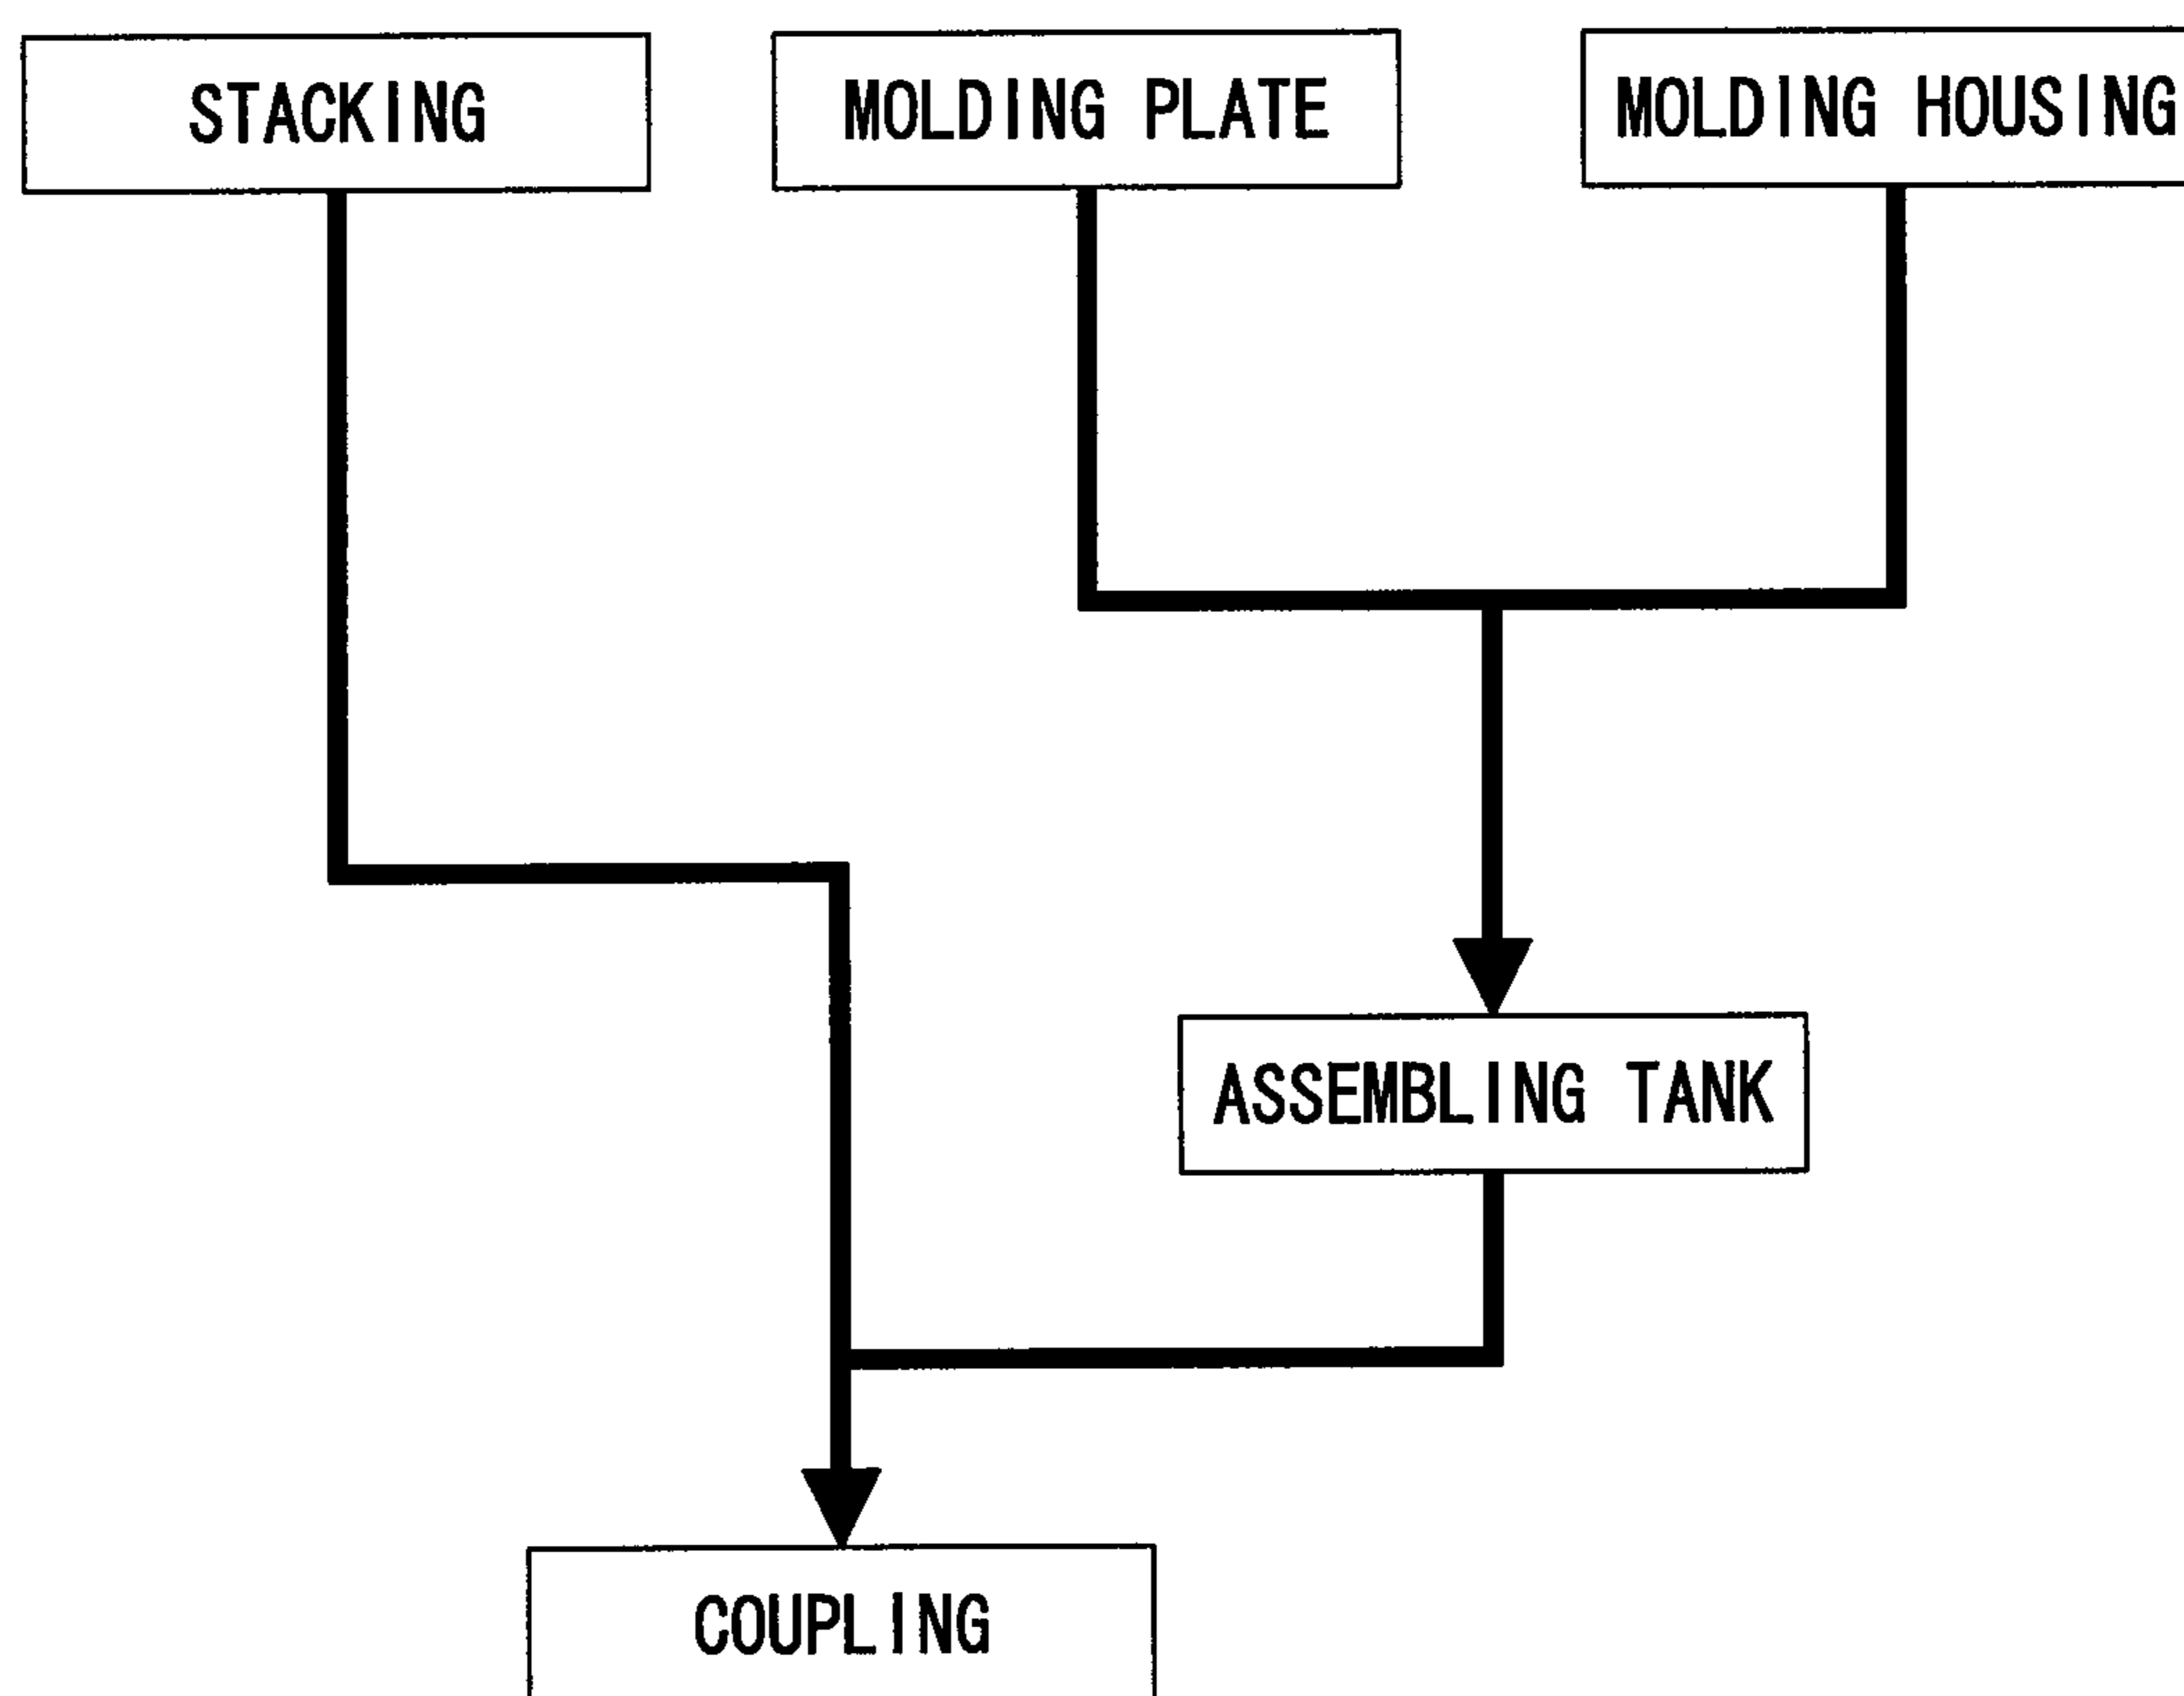 STACKING
MOLDING PLATE
MOLDING HOUSING
ASSEMBLING TANK
COUPLING